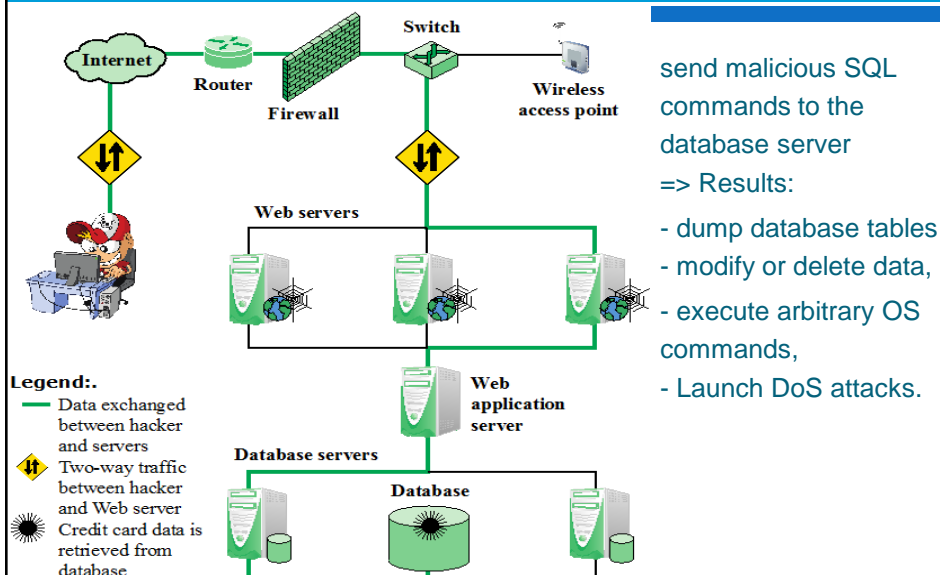 Switch
Internet
Router
Firewall
Wireless
access point
Web servers
Web
application
server
Database servers
Database
Legend:.
Data exchanged
between hacker
and servers
Two-way traffic
between hacker
and Web server
Credit card data is
retrieved from
database
send malicious SQL
commands to the
database server
=> Results:
- dump database tables
- modify or delete data,
- execute arbitrary OS
commands,
- Launch DoS attacks.